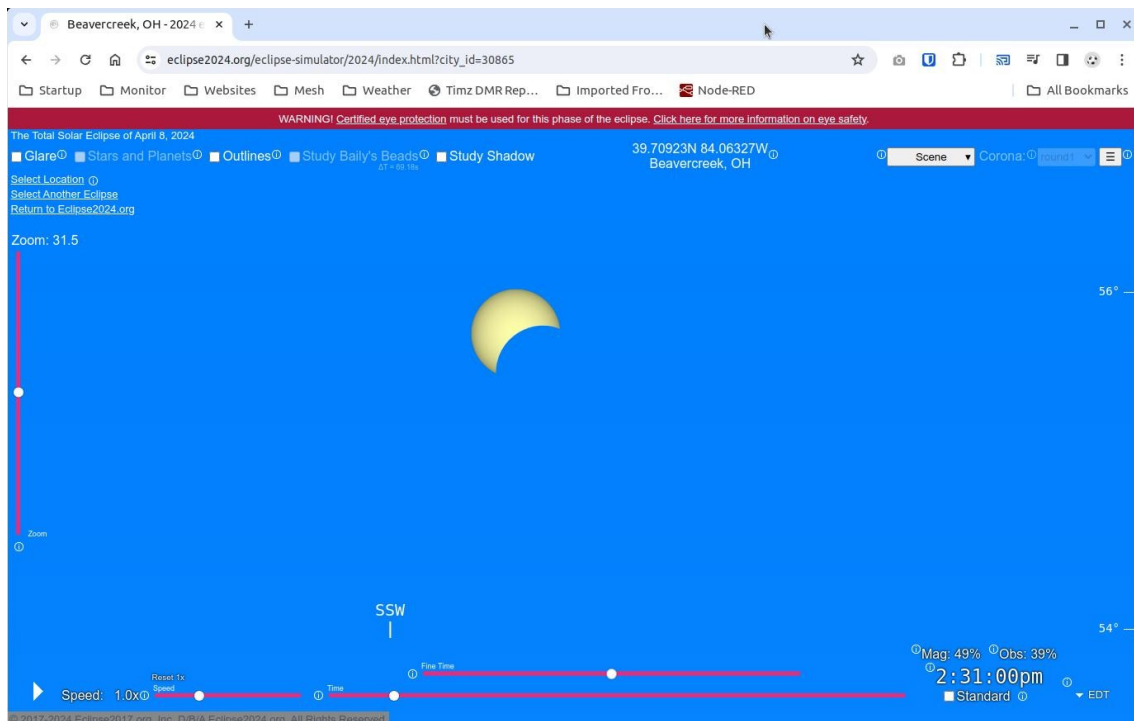 Beavercreek, OH - 2024 e
eclipse2024.org/eclipse-simulator/2024/index.html?city_id=30865
Startup Monitor Websites Mesh Weather Timz DMR Rep... Imported Fro... Node-RED All Bookmarks
WARNING! Certified eye protection must be used for this phase of the eclipse. Click here for more information on eye safety.
The Total Solar Eclipse of April 8, 2024
Glare Stars and Planets Outlines Study Baily's Beads Study Shadow
ΔT = 69.18s
39.70923N 84.06327W
Beavercreek, OH
Scene Corona: round1
Select Location
Select Another Eclipse
Return to Eclipse2024.org
Zoom: 31.5
56°
Zoom
SSW
54°
Mag: 49% Obs: 39%
Fine Time
2:31:00pm
Reset 1x
Speed: 1.0x Speed Time
Standard EDT
© 2017-2024 Eclipse2017.org, Inc. D/B/A Eclipse2024.org. All Rights Reserved